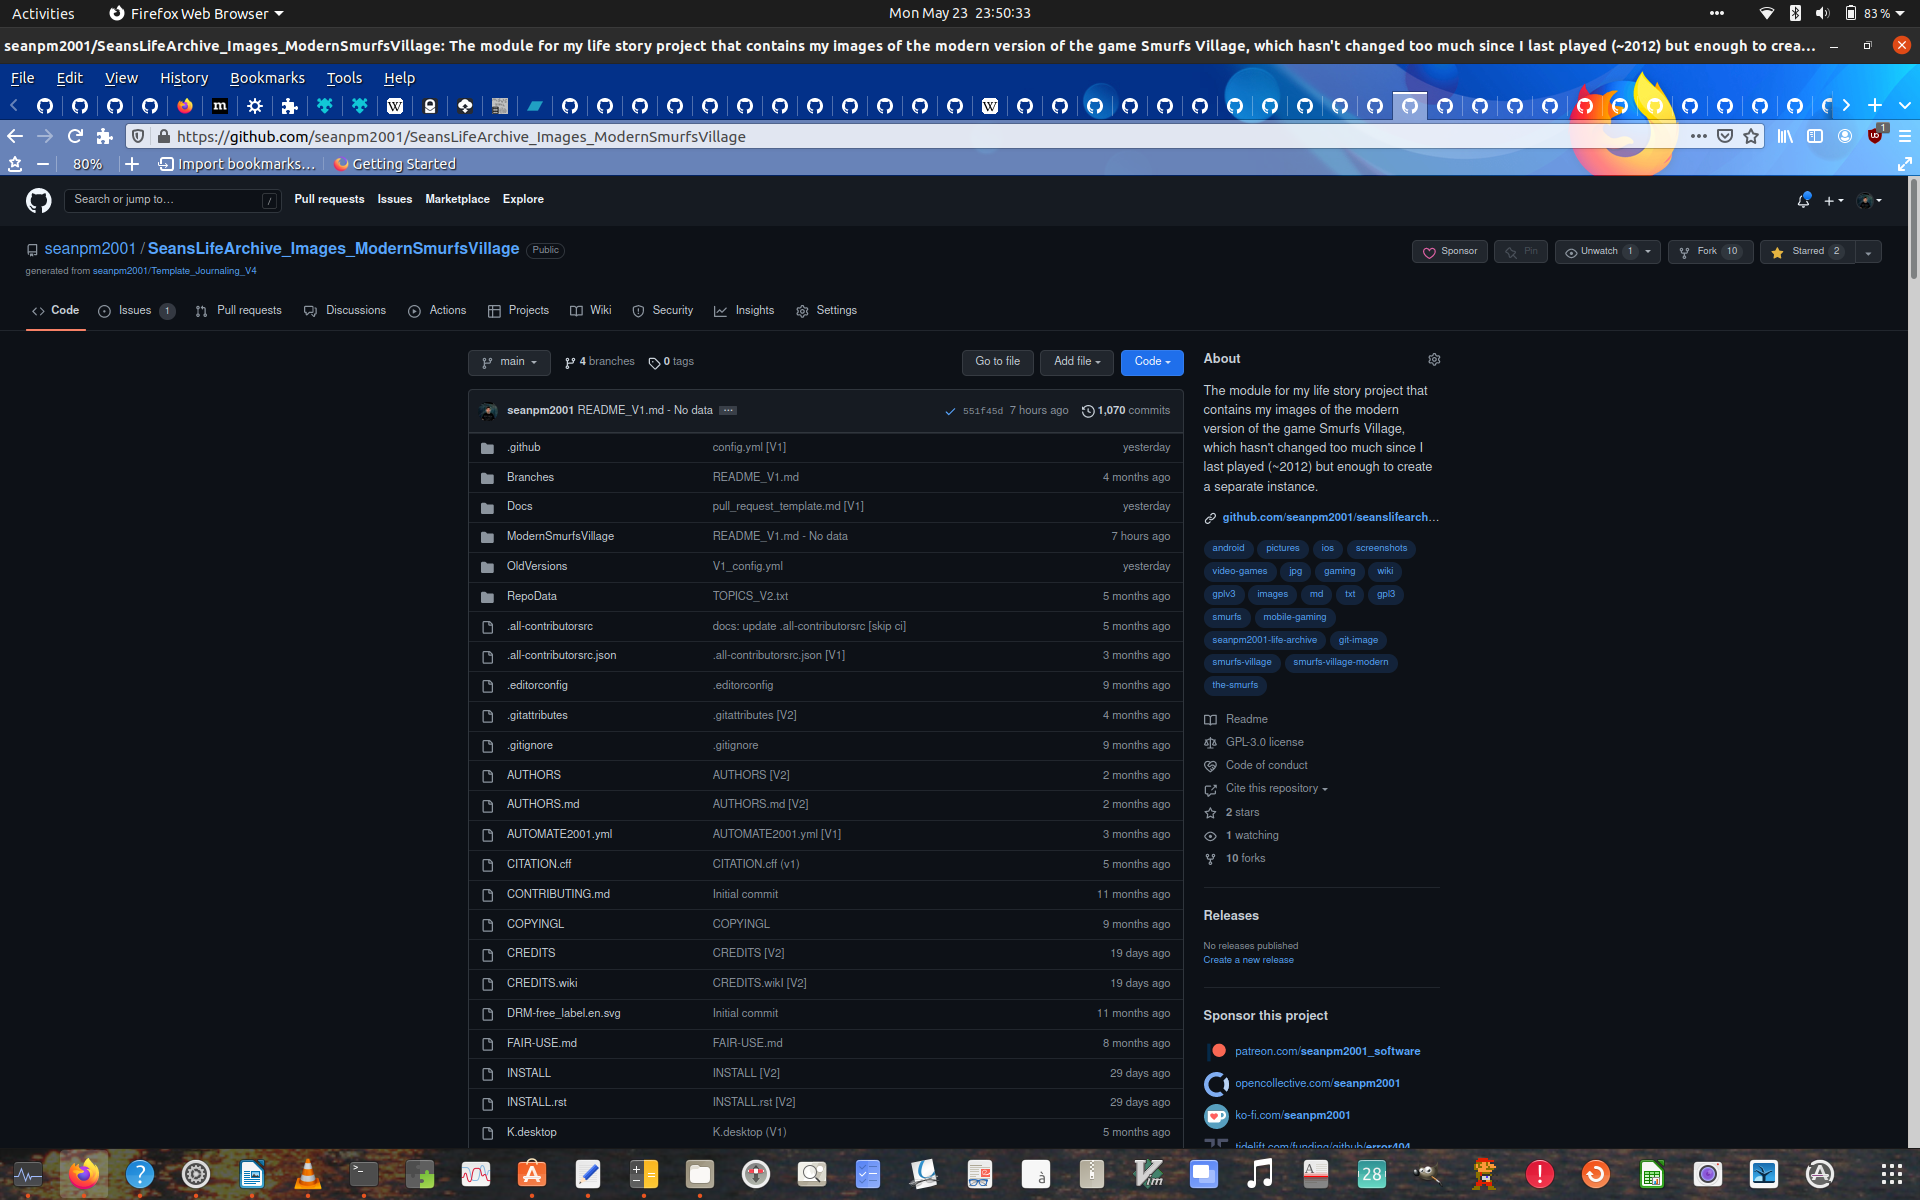 Activities
Firefox Web Browser
Mon May 23 23:50:33
83 %
seanpm2001/SeansLifeArchive_Images_ModernSmurfsVillage: The module for my life story project that contains my images of the modern version of the game Smurfs Village, which hasn't changed too much since I last played (~2012) but enough to crea…
File Edit View History Bookmarks Tools Help
https://github.com/seanpm2001/SeansLifeArchive_Images_ModernSmurfsVillage
1
80%
Import bookmarks…
Getting Started
Search or jump to…
/
Pull requests Issues Marketplace Explore
seanpm2001 / SeansLifeArchive_Images_ModernSmurfsVillage Public
generated from seanpm2001/Template_Journaling_V4
Sponsor
Pin
Unwatch 1
Fork 10
Starred 2
Code
Issues 1
Pull requests
Discussions
Actions
Projects
Wiki
Security
Insights
Settings
main
4 branches
0 tags
Go to file
Add file
Code
seanpm2001 README_V1.md - No data ···
551f45d 7 hours ago
1,070 commits
.github config.yml [V1] yesterday
Branches README_V1.md 4 months ago
Docs pull_request_template.md [V1] yesterday
ModernSmurfsVillage README_V1.md - No data 7 hours ago
OldVersions V1_config.yml yesterday
RepoData TOPICS_V2.txt 5 months ago
.all-contributorsrc docs: update .all-contributorsrc [skip ci] 5 months ago
.all-contributorsrc.json .all-contributorsrc.json [V1] 3 months ago
.editorconfig .editorconfig 9 months ago
.gitattributes .gitattributes [V2] 4 months ago
.gitignore .gitignore 9 months ago
AUTHORS AUTHORS [V2] 2 months ago
AUTHORS.md AUTHORS.md [V2] 2 months ago
AUTOMATE2001.yml AUTOMATE2001.yml [V1] 3 months ago
CITATION.cff CITATION.cff (v1) 5 months ago
CONTRIBUTING.md Initial commit 11 months ago
COPYINGL COPYINGL 9 months ago
CREDITS CREDITS [V2] 19 days ago
CREDITS.wiki CREDITS.wikI [V2] 19 days ago
DRM-free_label.en.svg Initial commit 11 months ago
FAIR-USE.md FAIR-USE.md 8 months ago
INSTALL INSTALL [V2] 29 days ago
INSTALL.rst INSTALL.rst [V2] 29 days ago
K.desktop K.desktop (V1) 5 months ago
About
The module for my life story project that
contains my images of the modern
version of the game Smurfs Village,
which hasn't changed too much since I
last played (~2012) but enough to create
a separate instance.
github.com/seanpm2001/seanslifearch…
android pictures ios screenshots
video-games jpg gaming wiki
gplv3 images md txt gpl3
smurfs mobile-gaming
seanpm2001-life-archive git-image
smurfs-village smurfs-village-modern
the-smurfs
Readme
GPL-3.0 license
Code of conduct
Cite this repository
2 stars
1 watching
10 forks
Releases
No releases published
Create a new release
Sponsor this project
patreon.com/seanpm2001_software
opencollective.com/seanpm2001
ko-fi.com/seanpm2001
tidelift.com/funding/github/error404
28